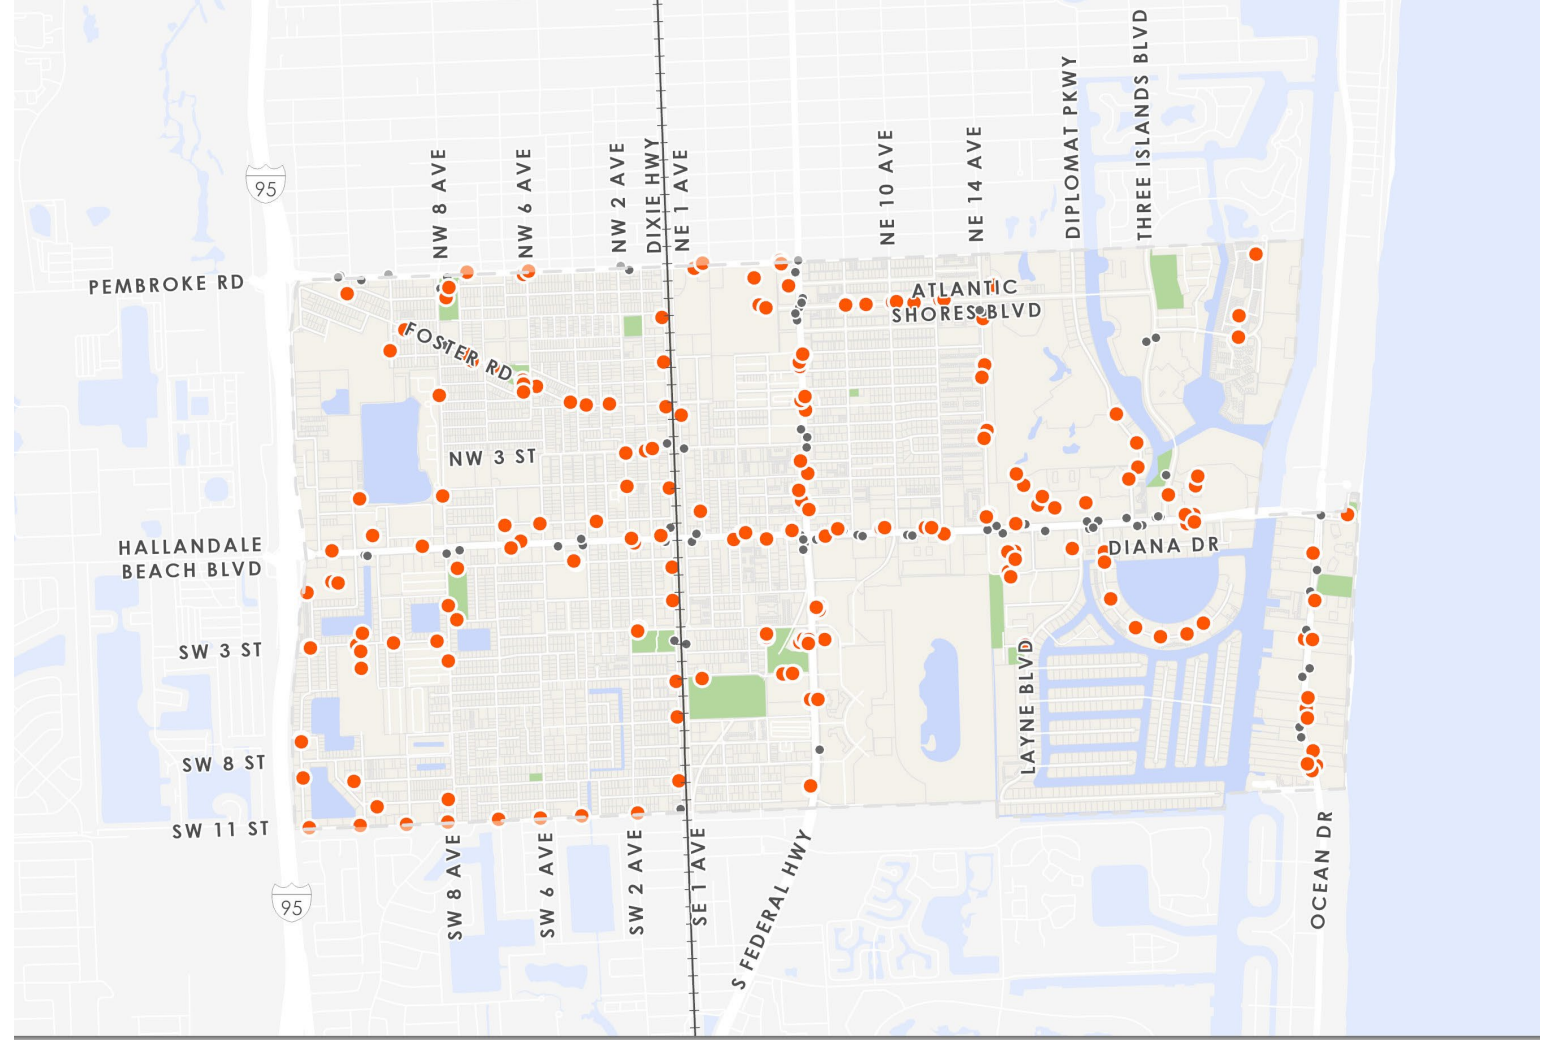 THREE ISLANDS BLVD
DIPLOMAT PKWY
NE 14 AVE
NE 10 AVE
NE 1 AVE
DIXIE HWY
NW 2 AVE
NW 6 AVE
NW 8 AVE
95
PEMBROKE RD
ATLANTIC
SHORES BLVD
FOSTER RD
NW 3 ST
HALLANDALE
BEACH BLVD
DIANA DR
SW 3 ST
LAYNE BLVD
SW 8 ST
SW 11 ST
SW 8 AVE
SW 6 AVE
SW 2 AVE
SE 1 AVE
S FEDERAL HWY
OCEAN DR
95